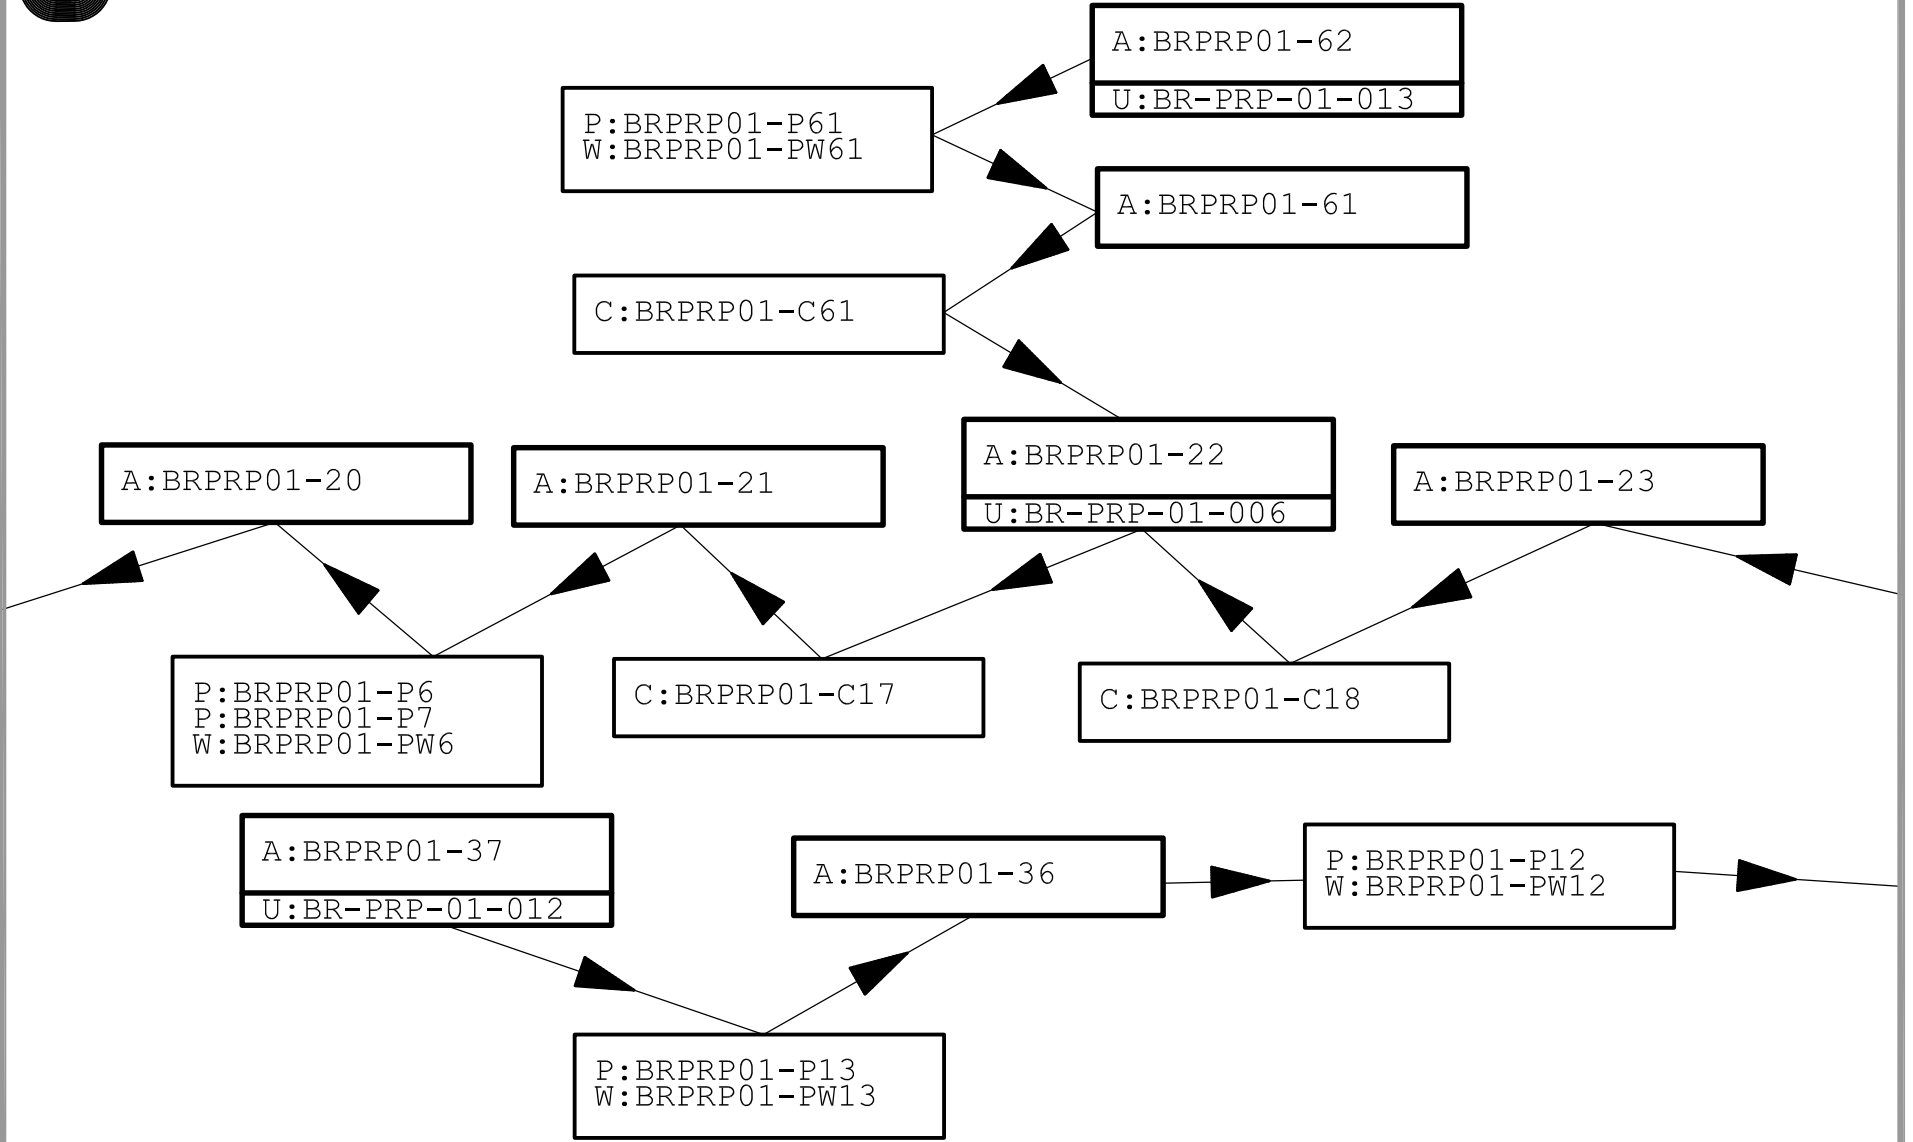 A:BRPRP01-62
U:BR-PRP-01-013
P:BRPRP01-P61
W:BRPRP01-PW61
A:BRPRP01-61
C:BRPRP01-C61
A:BRPRP01-20
A:BRPRP01-21
A:BRPRP01-22
U:BR-PRP-01-006
A:BRPRP01-23
P:BRPRP01-P6
P:BRPRP01-P7
W:BRPRP01-PW6
C:BRPRP01-C17
C:BRPRP01-C18
A:BRPRP01-37
U:BR-PRP-01-012
A:BRPRP01-36
P:BRPRP01-P12
W:BRPRP01-PW12
P:BRPRP01-P13
W:BRPRP01-PW13